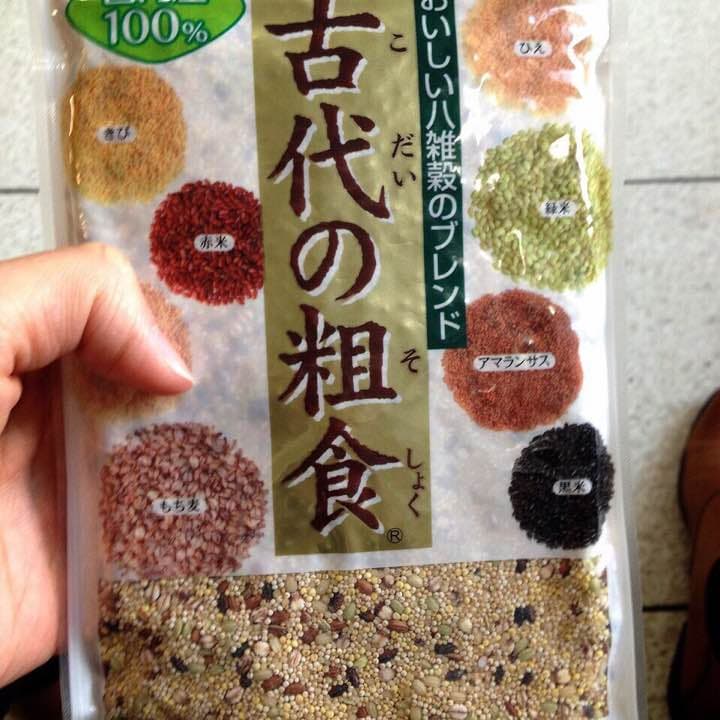 100%
おいしい八雑穀のブレンド
古代の粗食
こだい
そしょく
®
きび
赤米
もち麦
ひえ
緑米
アマランサス
黒米